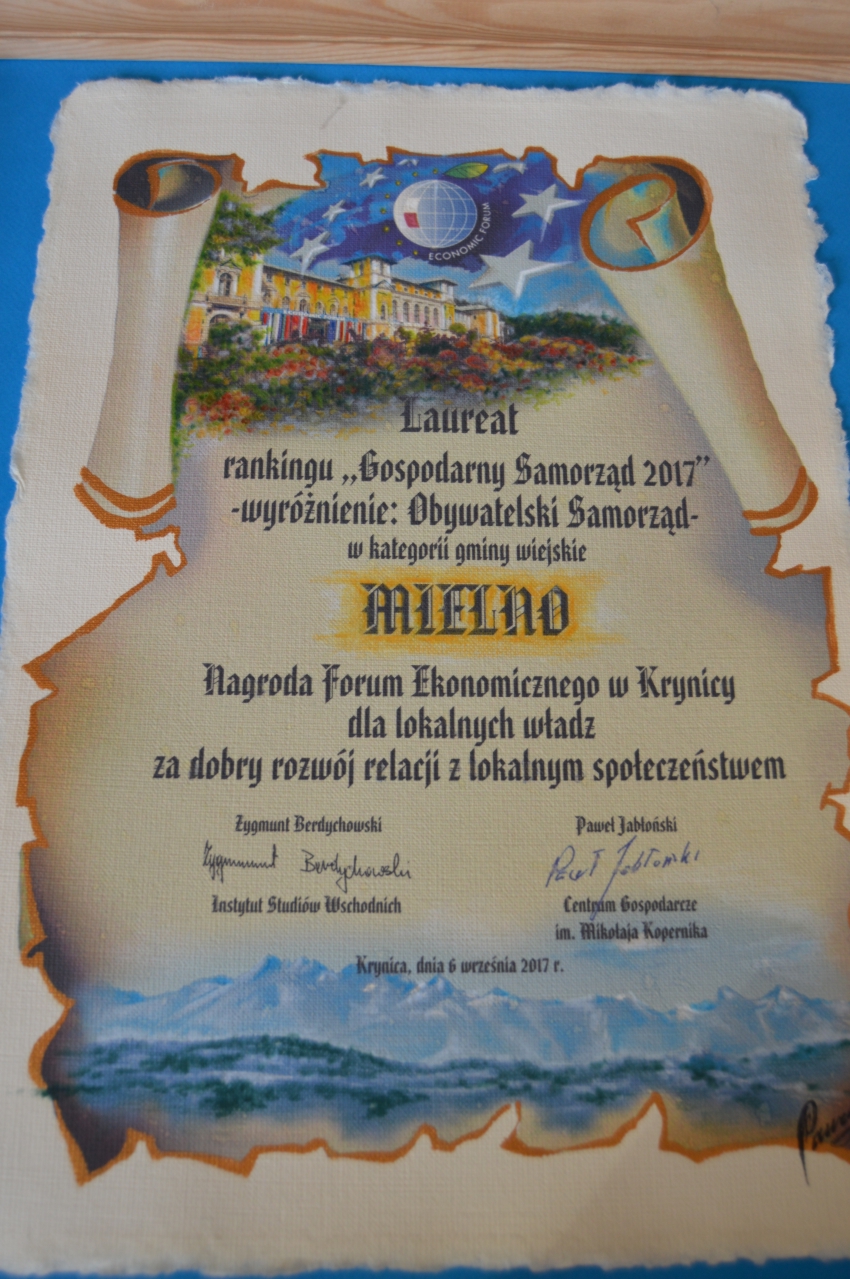 ECONOMIC FORUM
Laureat
rankingu „Gospodarny Samorząd 2017”
-wyróżnienie: Obywatelski Samorząd-
w kategorii gminy wiejskie
MIELNO
Nagroda Forum Ekonomicznego w Krynicy
dla lokalnych władz
za dobry rozwój relacji z lokalnym społeczeństwem
Zygmunt Berdychowski
Paweł Jabłoński
Zygmunt Berdychowski
Paweł Jabłoński
Instytut Studiów Wschodnich
Centrum Gospodarcze
im. Mikołaja Kopernika
Krynica, dnia 6 września 2017 r.